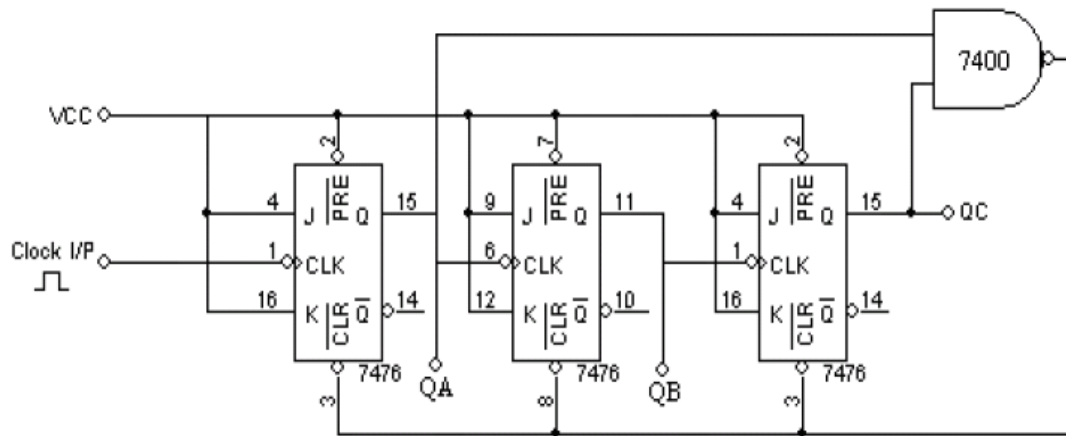 7400
VCC
2
7
2
4
J
PRE
Q
15
9
J
PRE
Q
11
4
J
PRE
Q
15
QC
Clock I/P
1
CLK
6
CLK
1
CLK
16
K
CLR
Q
14
12
K
CLR
Q
10
16
K
CLR
Q
14
7476
7476
7476
QA
QB
3
8
3